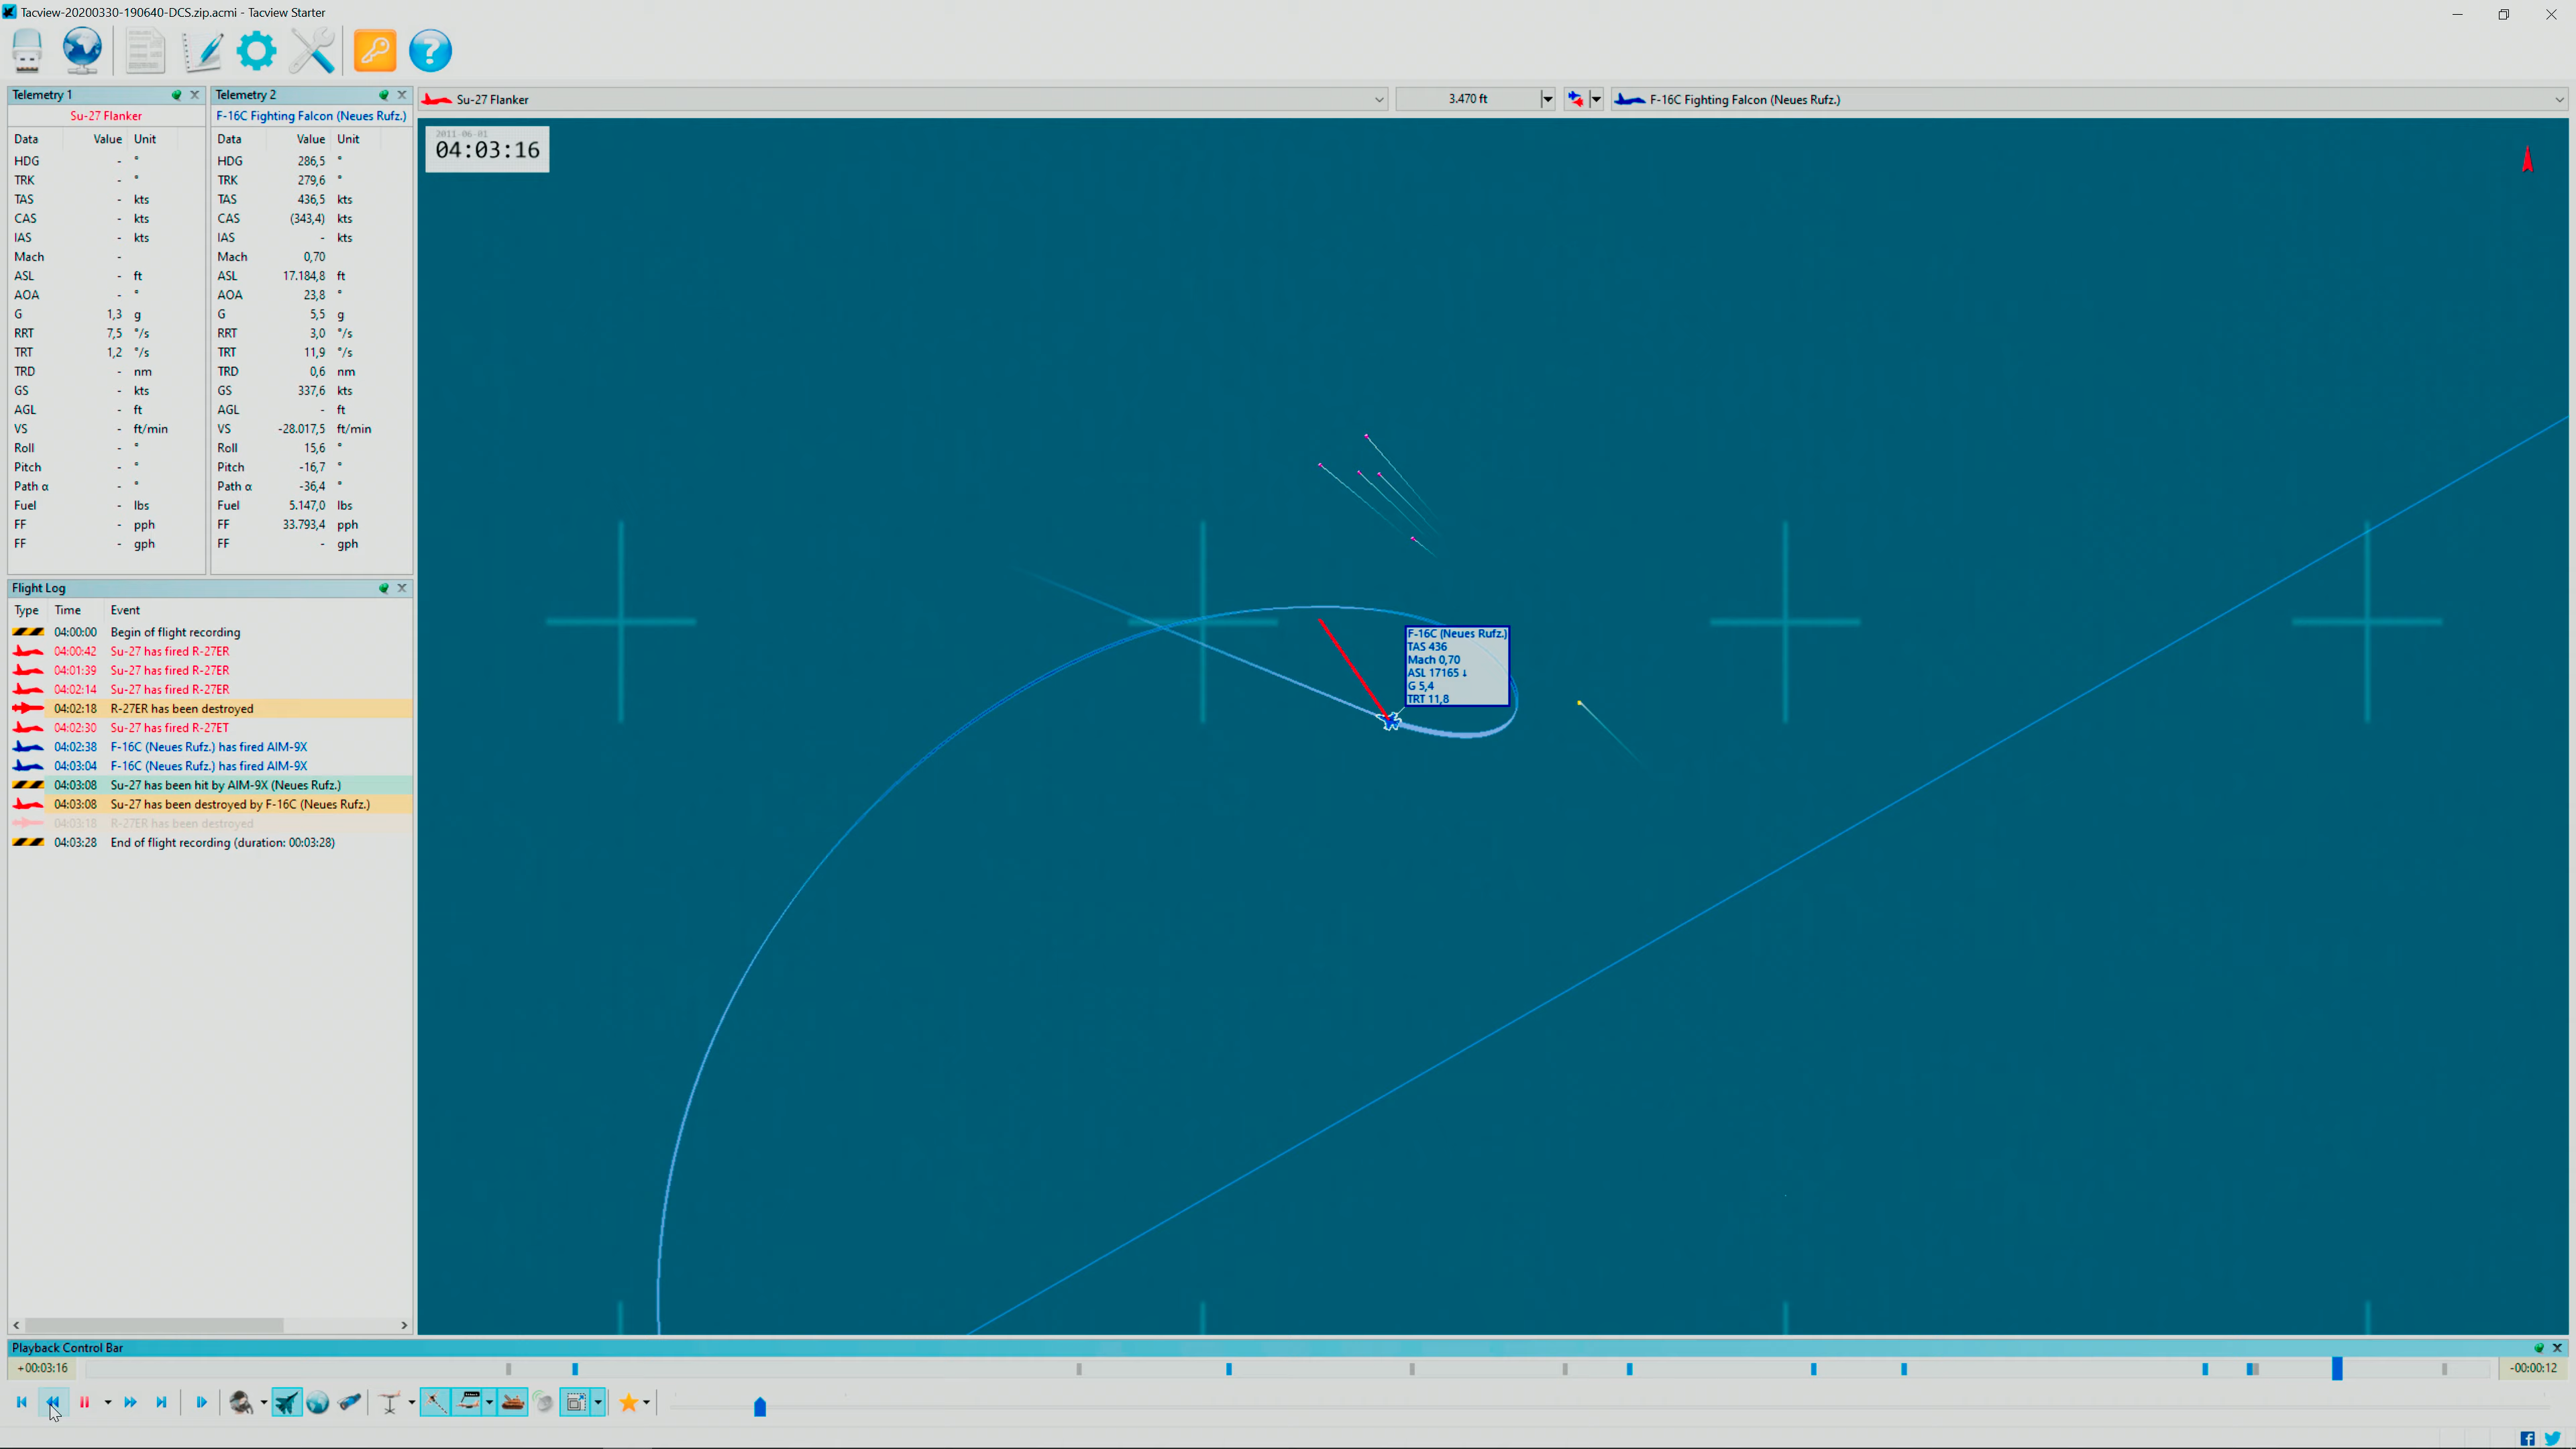 Tacview-20200330-190640-DCS.zip.acmi - Tacview Starter
Telemetry 1
Su-27 Flanker
Data Value Unit
HDG - °
TRK - °
TAS - kts
CAS - kts
IAS - kts
Mach -
ASL - ft
AOA - °
G 1,3 g
RRT 7,5 °/s
TRT 1,2 °/s
TRD - nm
GS - kts
AGL - ft
VS - ft/min
Roll - °
Pitch - °
Path α - °
Fuel - lbs
FF - pph
FF - gph
Telemetry 2
F-16C Fighting Falcon (Neues Rufz.)
Data Value Unit
HDG 286,5 °
TRK 279,6 °
TAS 436,5 kts
CAS (343,4) kts
IAS - kts
Mach 0,70
ASL 17.184,8 ft
AOA 23,8 °
G 5,5 g
RRT 3,0 °/s
TRT 11,9 °/s
TRD 0,6 nm
GS 337,6 kts
AGL - ft
VS -28.017,5 ft/min
Roll 15,6 °
Pitch -16,7 °
Path α -36,4 °
Fuel 5.147,0 lbs
FF 33.793,4 pph
FF - gph
Su-27 Flanker
3.470 ft
F-16C Fighting Falcon (Neues Rufz.)
2011-06-01
04:03:16
F-16C (Neues Rufz.)
TAS 436
Mach 0,70
ASL 17165 ↓
G 5,4
TRT 11,8
Flight Log
Type Time Event
04:00:00 Begin of flight recording
04:00:42 Su-27 has fired R-27ER
04:01:39 Su-27 has fired R-27ER
04:02:14 Su-27 has fired R-27ER
04:02:18 R-27ER has been destroyed
04:02:30 Su-27 has fired R-27ET
04:02:38 F-16C (Neues Rufz.) has fired AIM-9X
04:03:04 F-16C (Neues Rufz.) has fired AIM-9X
04:03:08 Su-27 has been hit by AIM-9X (Neues Rufz.)
04:03:08 Su-27 has been destroyed by F-16C (Neues Rufz.)
04:03:18 R-27ER has been destroyed
04:03:28 End of flight recording (duration: 00:03:28)
Playback Control Bar
+00:03:16
-00:00:12